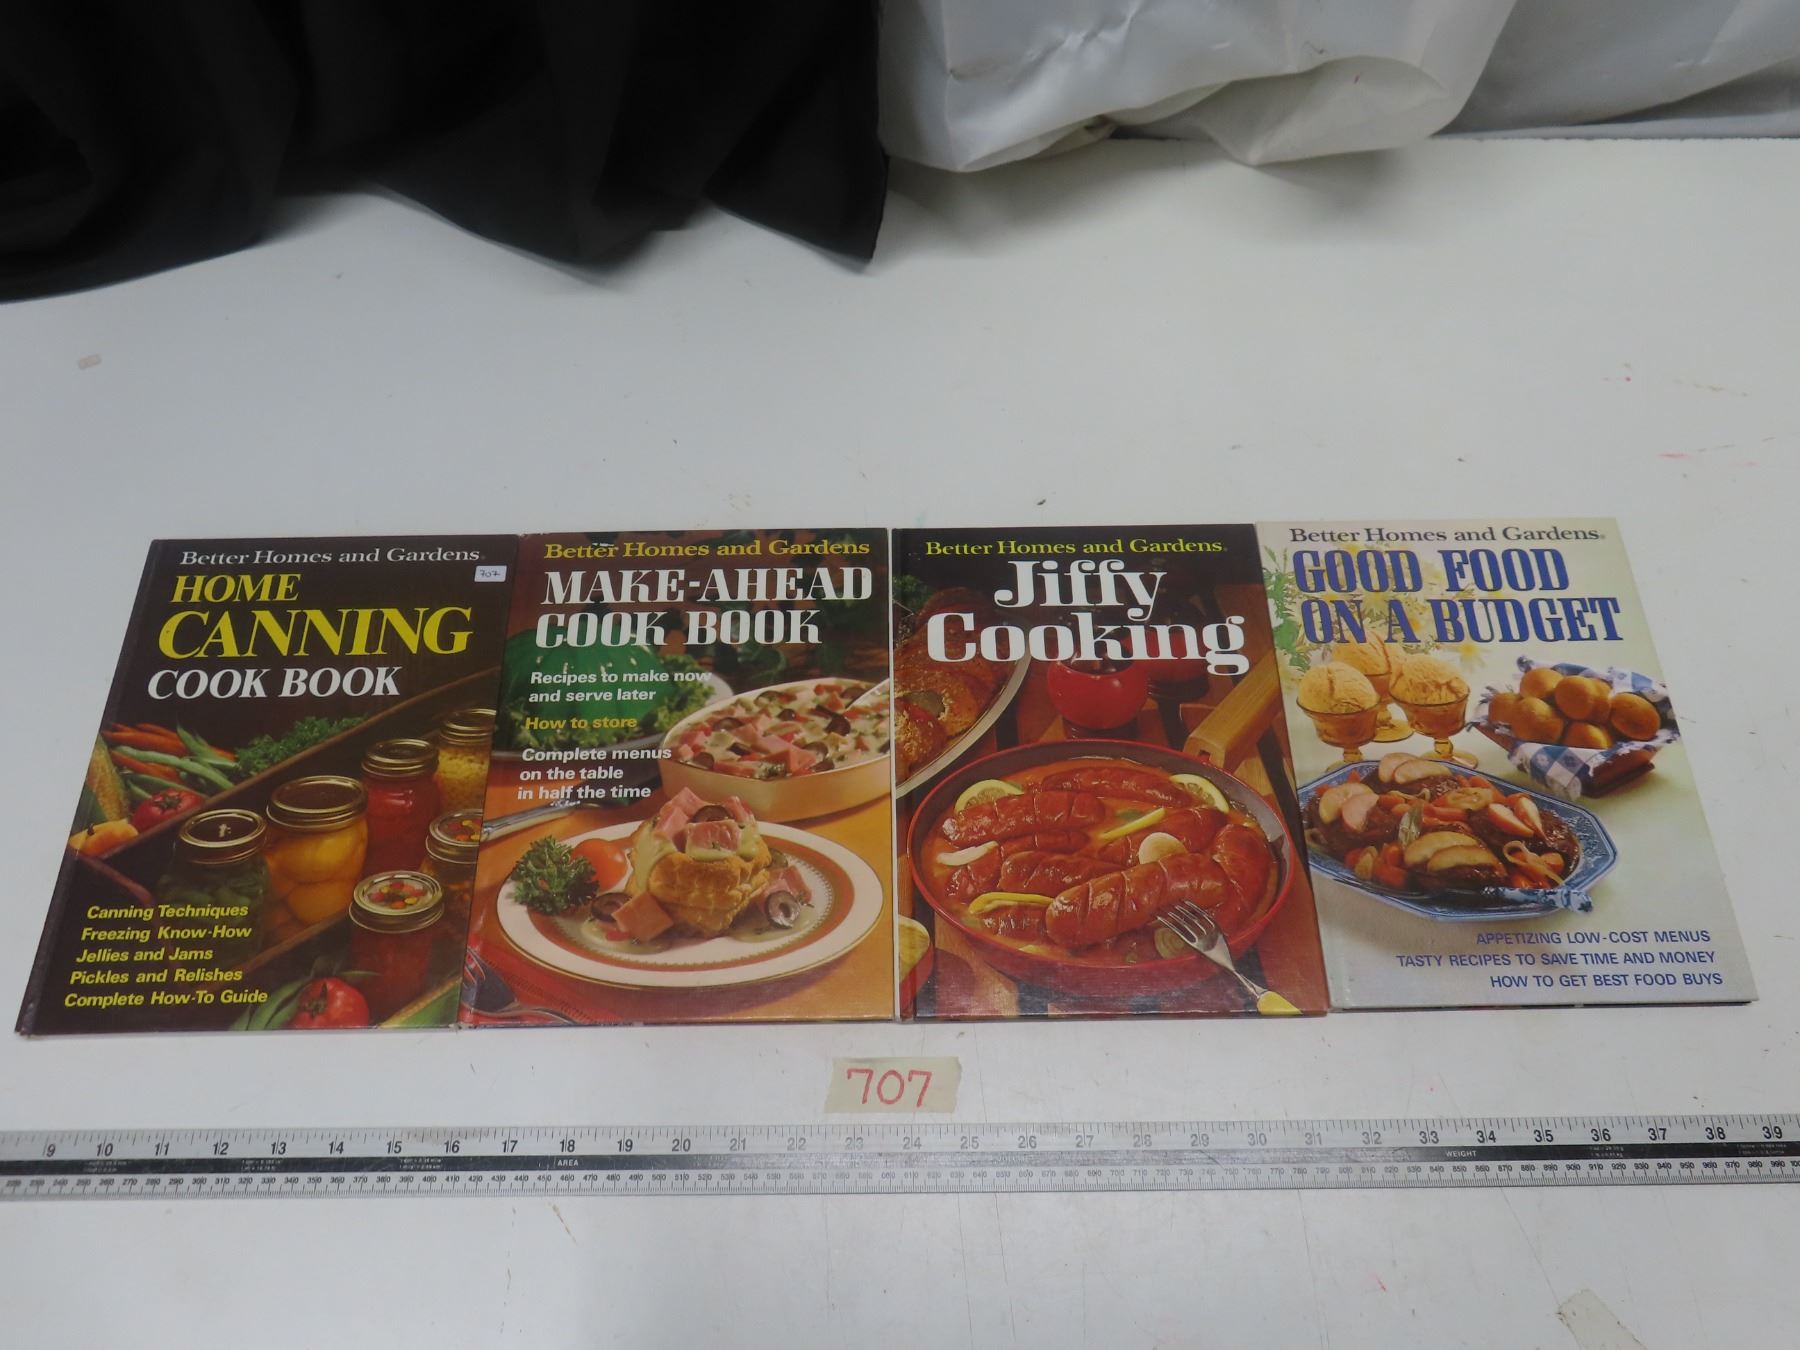 Better Homes and Gardens®
HOME
CANNING
COOK BOOK
707
Canning Techniques
Freezing Know-How
Jellies and Jams
Pickles and Relishes
Complete How-To Guide
Better Homes and Gardens
MAKE-AHEAD
COOK BOOK
Recipes to make now
and serve later
How to store
Complete menus
on the table
in half the time
Better Homes and Gardens®
Jiffy
Cooking
Better Homes and Gardens®
GOOD FOOD
ON A BUDGET
APPETIZING LOW-COST MENUS
TASTY RECIPES TO SAVE TIME AND MONEY
HOW TO GET BEST FOOD BUYS
707
9 10 11 12 13 14 15 16 17 18 19 20 21 22 23 24 25 26 27 28 29 30 31 32 33 34 35 36 37 38 39
AREA WEIGHT